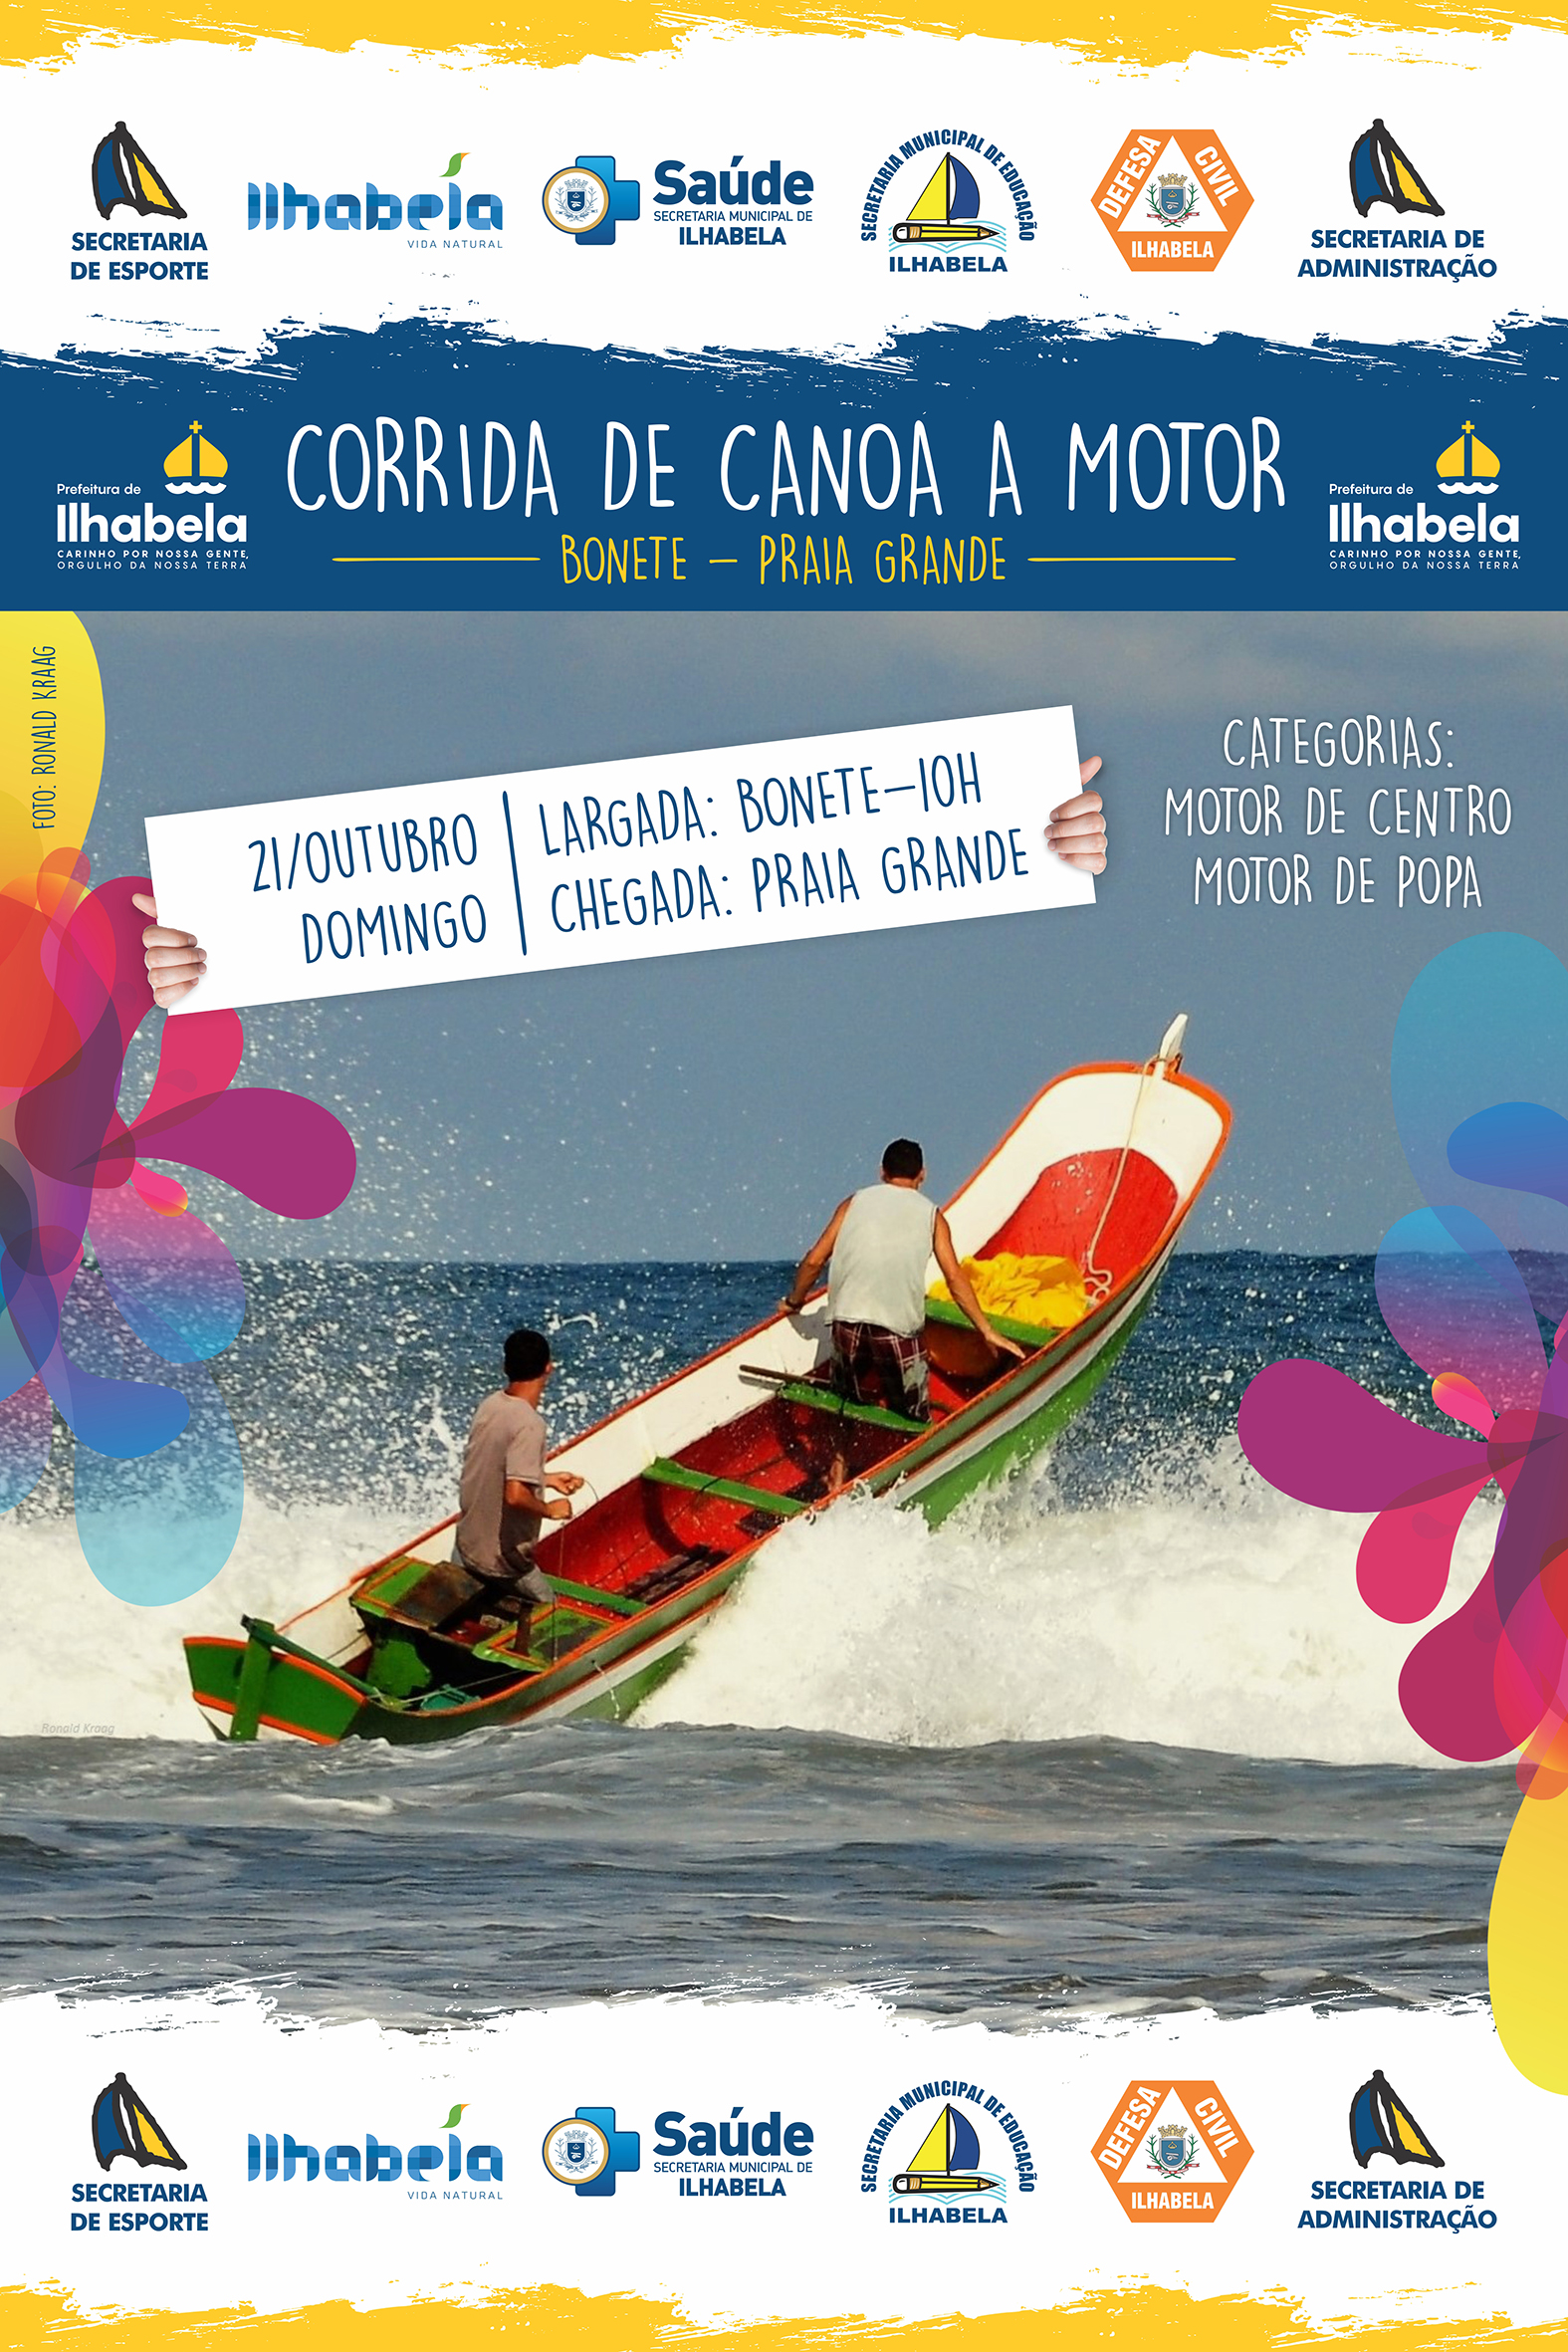 SECRETARIA
DE ESPORTE
Ilhabela
VIDA NATURAL
Saúde
SECRETARIA MUNICIPAL DE
ILHABELA
SECRETARIA MUNICIPAL DE EDUCAÇÃO
ILHABELA
DEFESA CIVIL
ILHABELA
SECRETARIA DE
ADMINISTRAÇÃO
Prefeitura de
Ilhabela
CARINHO POR NOSSA GENTE,
ORGULHO DA NOSSA TERRA
CORRIDA DE CANOA A MOTOR
BONETE – PRAIA GRANDE
Prefeitura de
Ilhabela
CARINHO POR NOSSA GENTE,
ORGULHO DA NOSSA TERRA
FOTO: RONALD KRAAG
21/OUTUBRO
DOMINGO
LARGADA: BONETE–10H
CHEGADA: PRAIA GRANDE
CATEGORIAS:
MOTOR DE CENTRO
MOTOR DE POPA
Ronald Kraag
SECRETARIA
DE ESPORTE
Ilhabela
VIDA NATURAL
Saúde
SECRETARIA MUNICIPAL DE
ILHABELA
SECRETARIA MUNICIPAL DE EDUCAÇÃO
ILHABELA
DEFESA CIVIL
ILHABELA
SECRETARIA DE
ADMINISTRAÇÃO